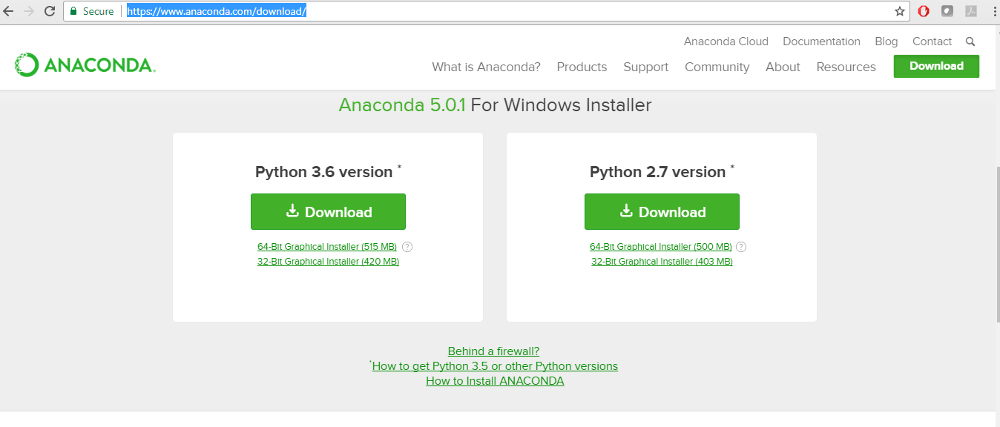 Secure https://www.anaconda.com/download/
Anaconda Cloud Documentation Blog Contact
ANACONDA.
What is Anaconda? Products Support Community About Resources Download
Anaconda 5.0.1 For Windows Installer
Python 3.6 version *
Download
64-Bit Graphical Installer (515 MB) ?
32-Bit Graphical Installer (420 MB)
Python 2.7 version *
Download
64-Bit Graphical Installer (500 MB) ?
32-Bit Graphical Installer (403 MB)
Behind a firewall?
*How to get Python 3.5 or other Python versions
How to Install ANACONDA